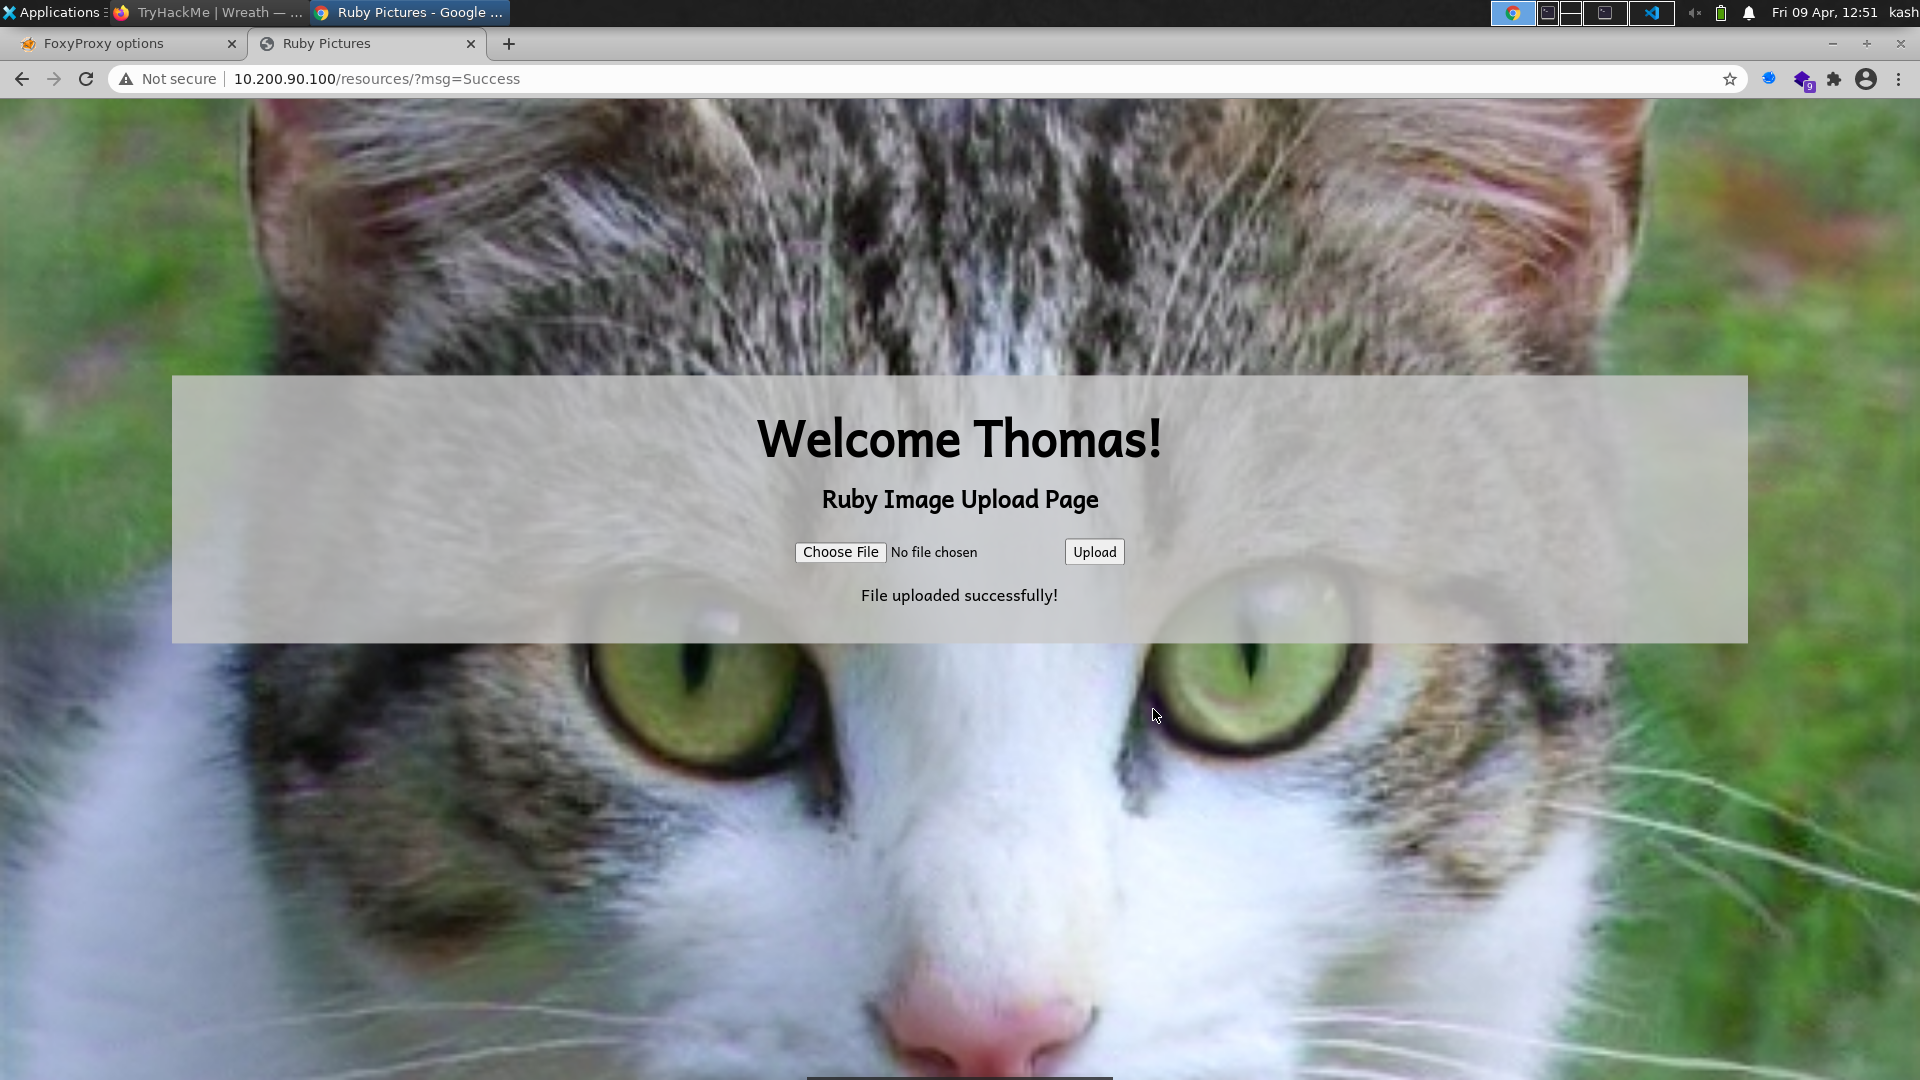 Applications
TryHackMe | Wreath — ...
Ruby Pictures - Google ...
Fri 09 Apr, 12:51
kash
FoxyProxy options
Ruby Pictures
Not secure
10.200.90.100/resources/?msg=Success
9
Welcome Thomas!
Ruby Image Upload Page
Choose File No file chosen
Upload
File uploaded successfully!